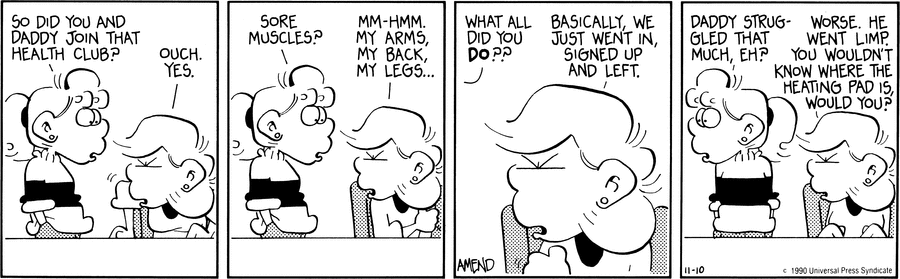 SO DID YOU AND
DADDY JOIN THAT
HEALTH CLUB?
OUCH.
YES.
SORE
MUSCLES?
MM-HMM.
MY ARMS,
MY BACK,
MY LEGS...
WHAT ALL
DID YOU
DO??
BASICALLY, WE
JUST WENT IN,
SIGNED UP
AND LEFT.
AMEND
DADDY STRUG-
GLED THAT
MUCH, EH?
WORSE. HE
WENT LIMP.
YOU WOULDN'T
KNOW WHERE THE
HEATING PAD IS,
WOULD YOU?
11-10
© 1990 Universal Press Syndicate